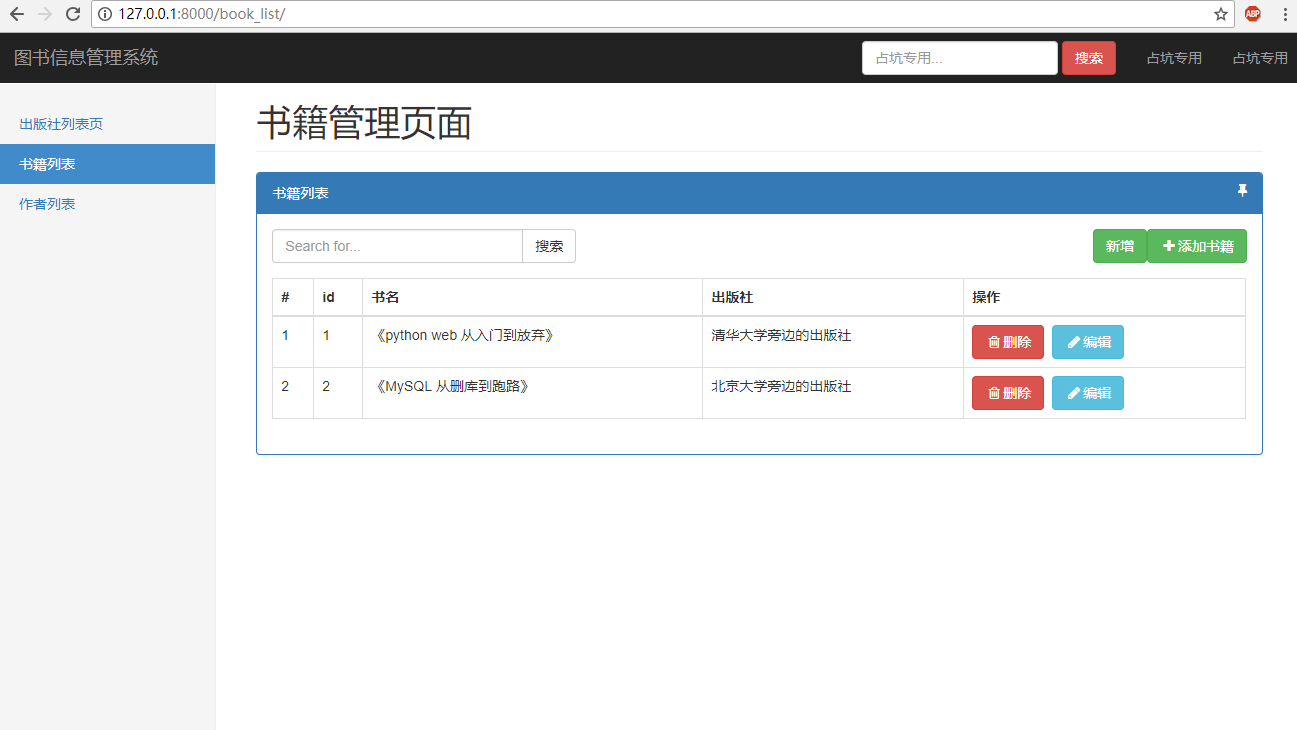 127.0.0.1:8000/book_list/
ABP
图书信息管理系统 占坑专用... 搜索 占坑专用 占坑专用
出版社列表页
书籍列表
作者列表
书籍管理页面
书籍列表
Search for... 搜索 新增 添加书籍
# id 书名 出版社 操作
1 1 《python web 从入门到放弃》 清华大学旁边的出版社 删除 编辑
2 2 《MySQL 从删库到跑路》 北京大学旁边的出版社 删除 编辑